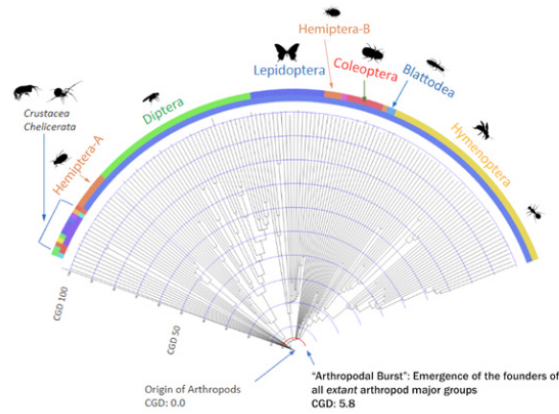 Hemiptera-B
Coleoptera
Lepidoptera
Blattodea
Diptera
Crustacea
Chelicerata
Hymenoptera
Hemiptera-A
CGD 100
CGD 50
Origin of Arthropods
CGD: 0.0
"Arthropodal Burst": Emergence of the founders of
all extant arthropod major groups
CGD: 5.8